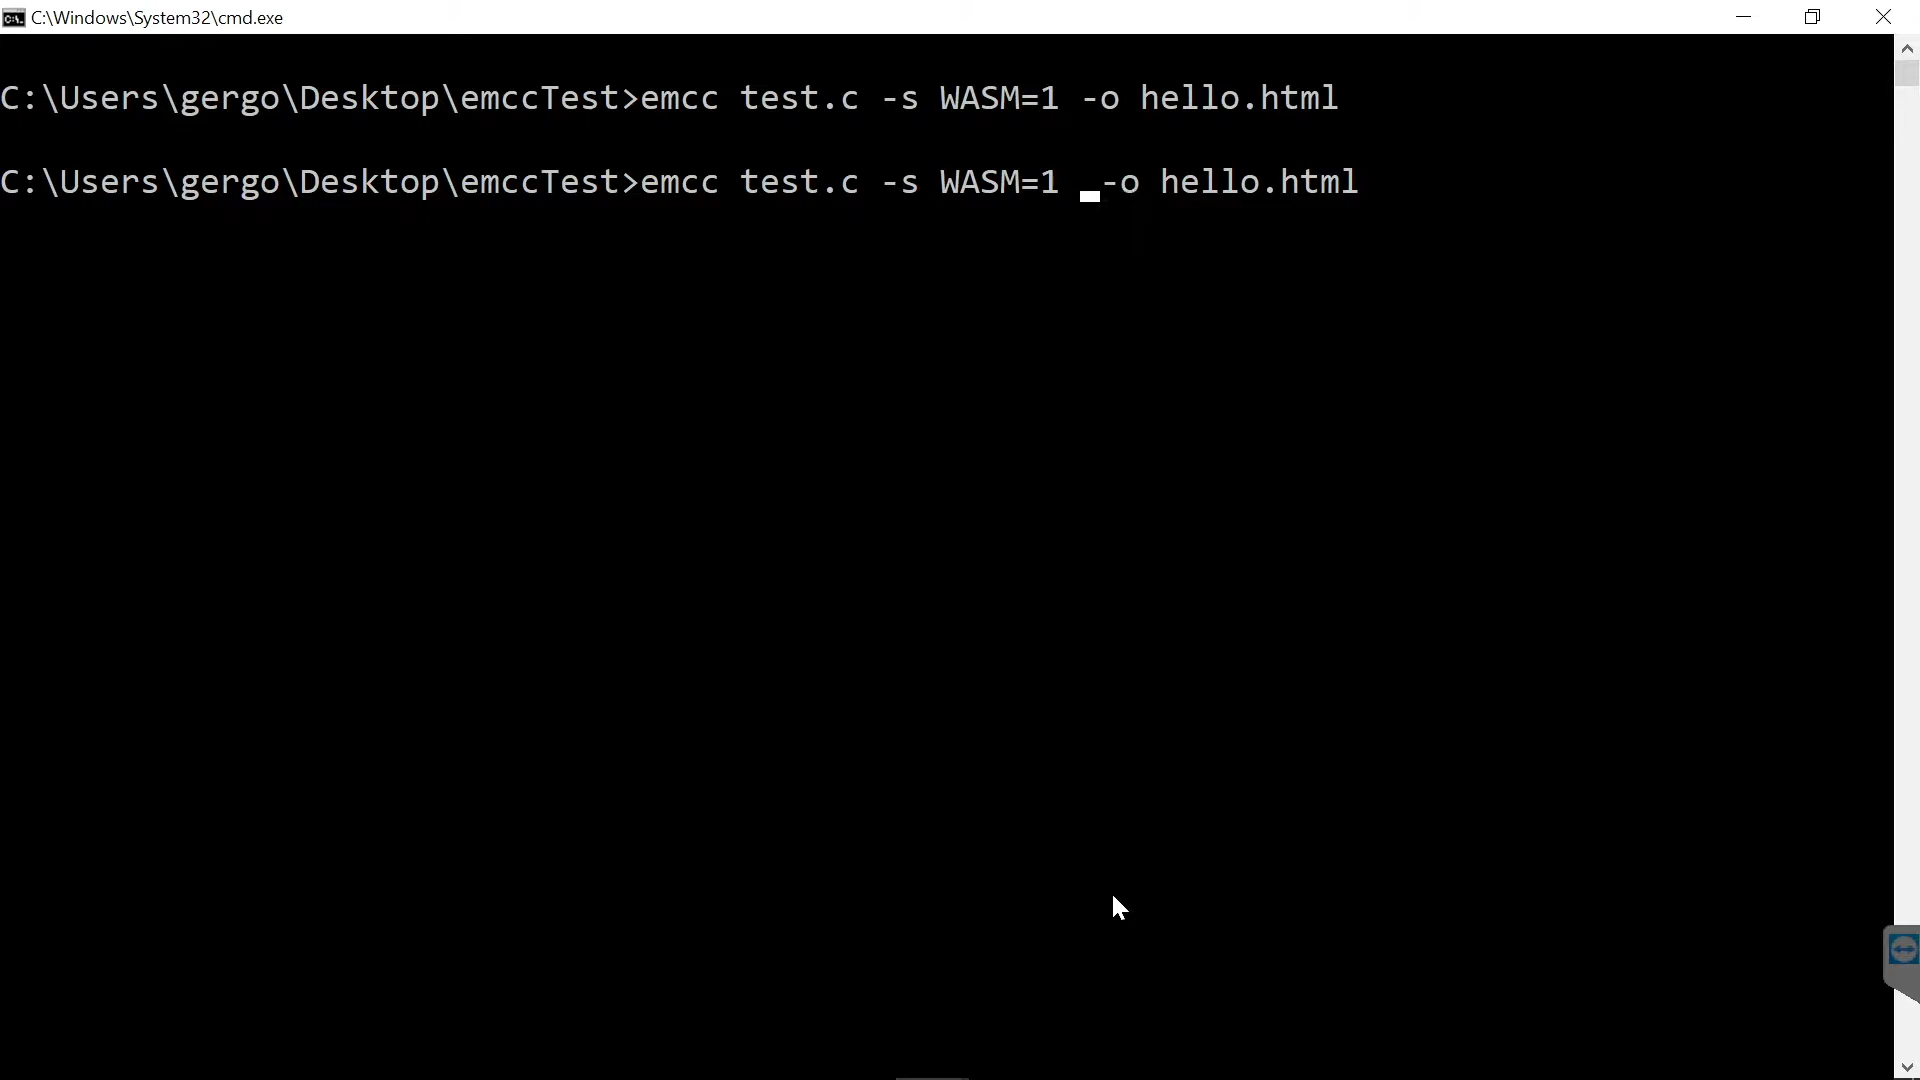 C:\Windows\System32\cmd.exe
C:\Users\gergo\Desktop\emccTest>emcc test.c -s WASM=1 -o hello.html
C:\Users\gergo\Desktop\emccTest>emcc test.c -s WASM=1  -o hello.html